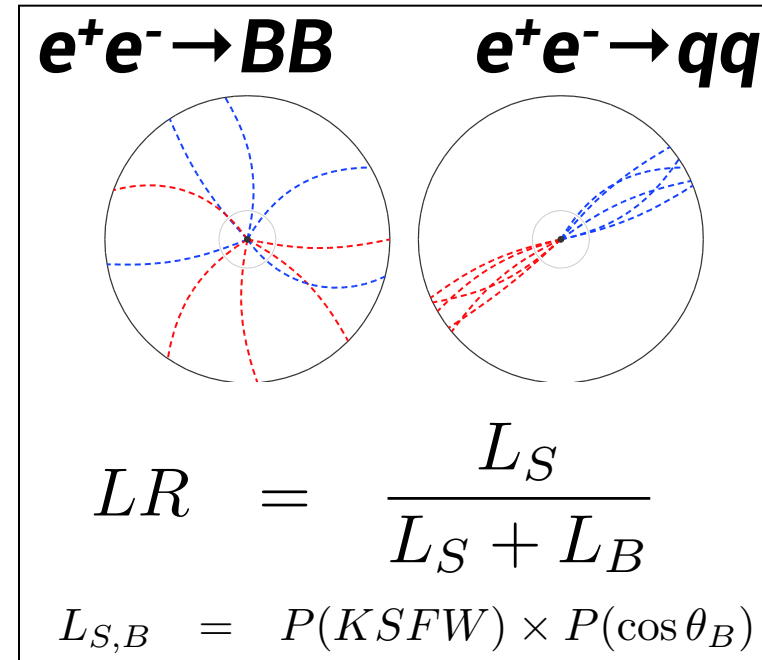 e⁺e⁻→BB e⁺e⁻→qq
LR = L_S / (L_S + L_B)
L_{S,B} = P(KSFW) × P(cos θ_B)